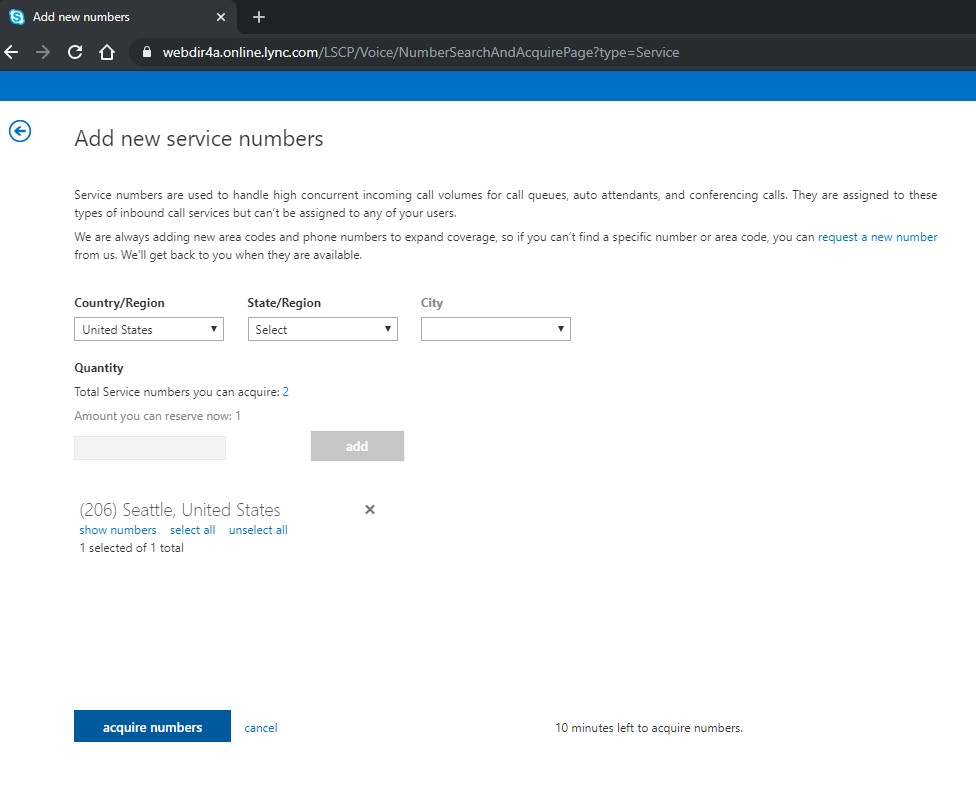 Add new numbers
webdir4a.online.lync.com/LSCP/Voice/NumberSearchAndAcquirePage?type=Service
Add new service numbers
Service numbers are used to handle high concurrent incoming call volumes for call queues, auto attendants, and conferencing calls. They are assigned to these
types of inbound call services but can't be assigned to any of your users.
We are always adding new area codes and phone numbers to expand coverage, so if you can't find a specific number or area code, you can request a new number
from us. We'll get back to you when they are available.
Country/Region State/Region City
United States Select
Quantity
Total Service numbers you can acquire: 2
Amount you can reserve now: 1
add
(206) Seattle, United States
show numbers select all unselect all
1 selected of 1 total
acquire numbers cancel 10 minutes left to acquire numbers.